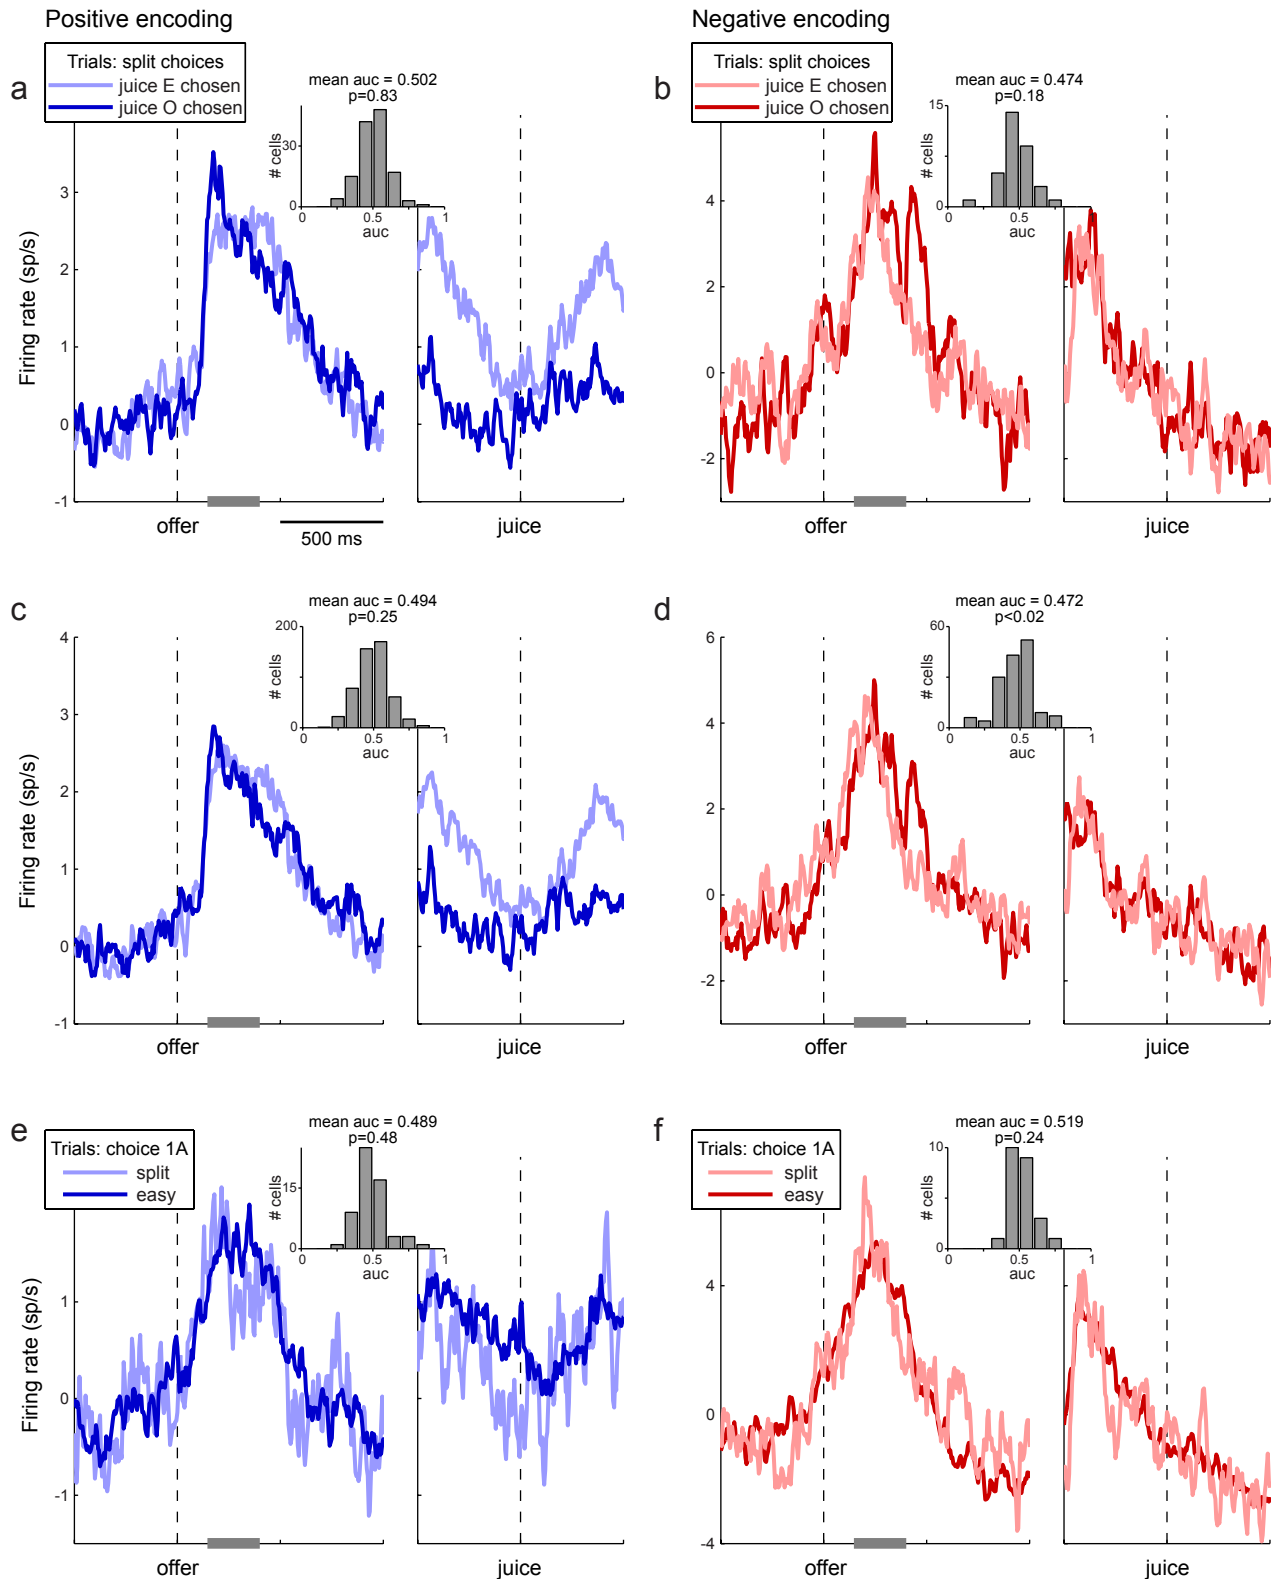 Positive encoding
Negative encoding
a
Trials: split choices
juice E chosen
juice O chosen
mean auc = 0.502
p=0.83
# cells
30
0
0
0.5
1
auc
Firing rate (sp/s)
3
2
1
0
-1
offer
500 ms
juice
b
Trials: split choices
juice E chosen
juice O chosen
mean auc = 0.474
p=0.18
# cells
15
0
0
0.5
1
auc
4
2
0
-2
offer
juice
c
mean auc = 0.494
p=0.25
# cells
200
0
0
0.5
1
auc
Firing rate (sp/s)
4
3
2
1
0
-1
offer
juice
d
mean auc = 0.472
p<0.02
# cells
60
0
0
0.5
1
auc
6
4
2
0
-2
offer
juice
e
Trials: choice 1A
split
easy
mean auc = 0.489
p=0.48
# cells
15
0
0
0.5
1
auc
Firing rate (sp/s)
1
0
-1
offer
juice
f
Trials: choice 1A
split
easy
mean auc = 0.519
p=0.24
# cells
10
0
0
0.5
1
auc
4
0
-4
offer
juice